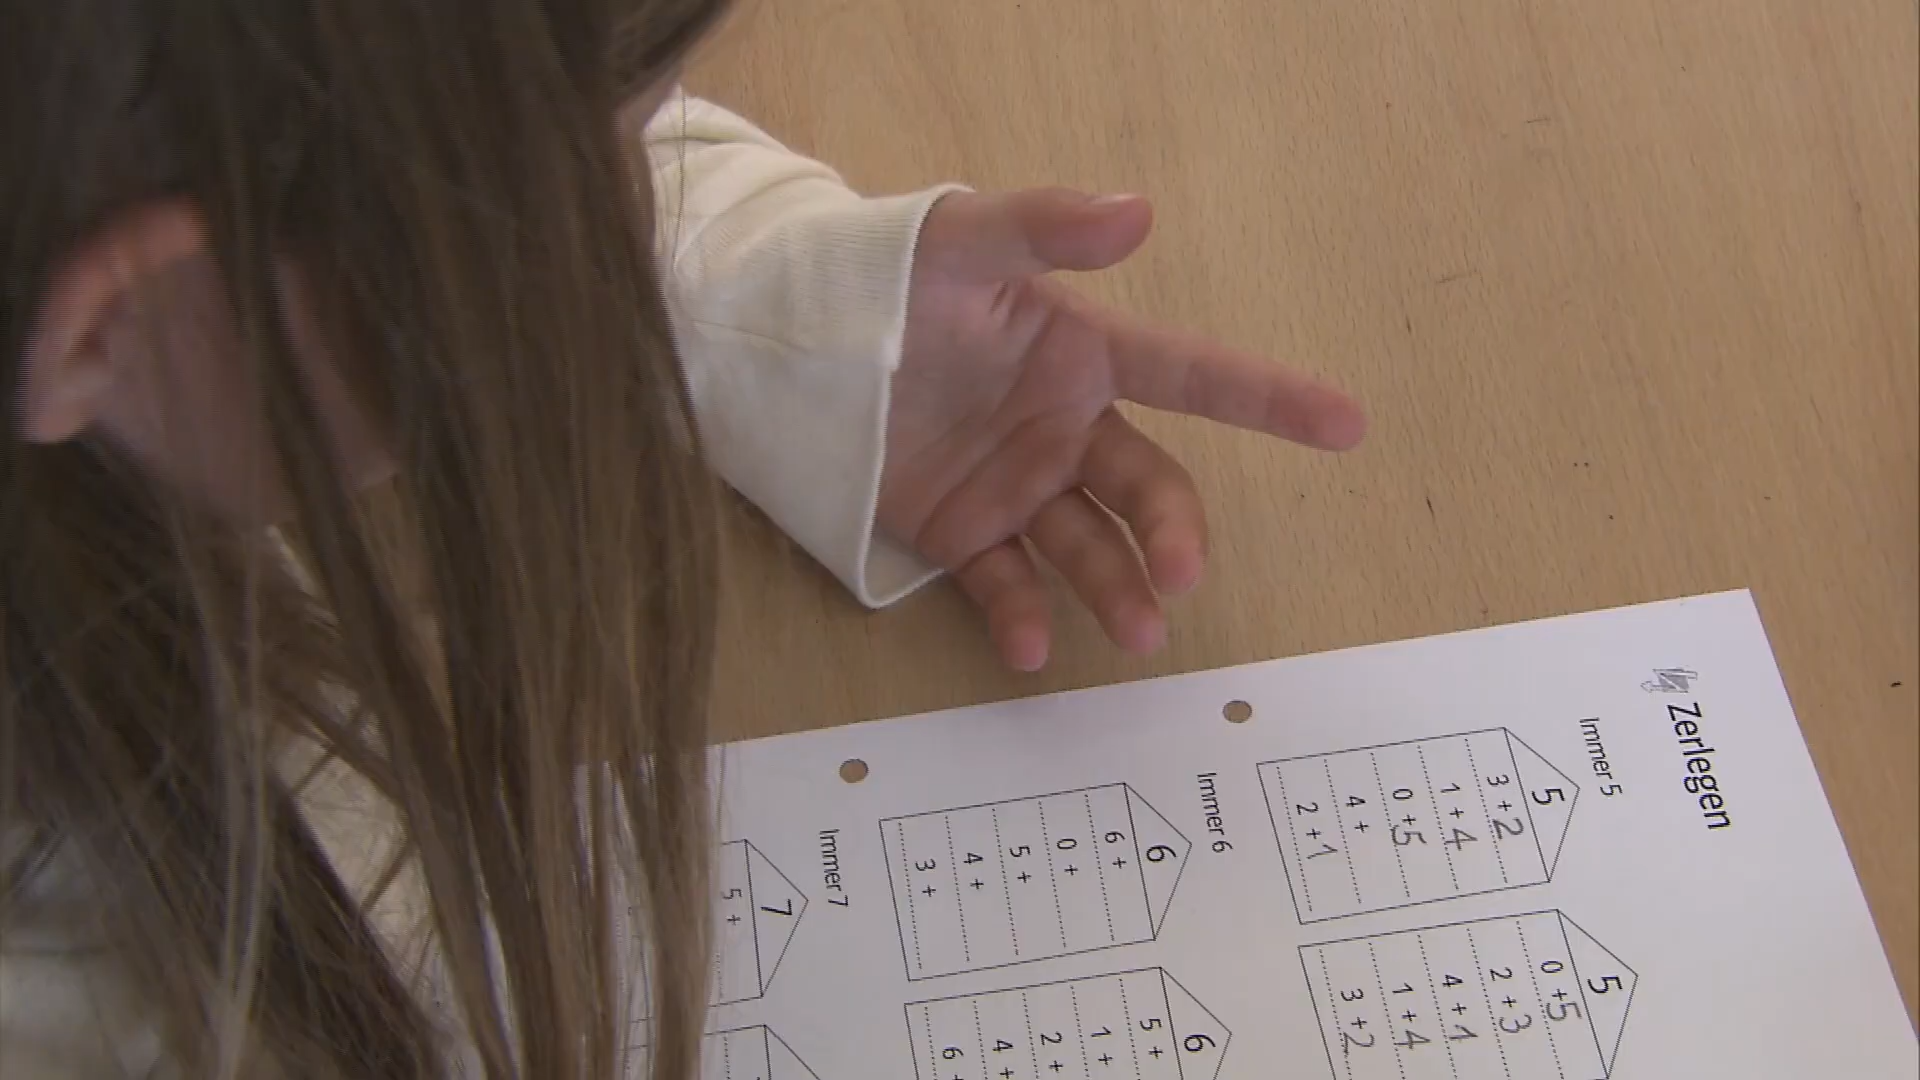 Zerlegen
Immer 5
5
3 + 2
1 + 4
0 + 5
4 +
2 + 1
5
0 + 5
2 + 3
4 + 1
1 + 4
3 + 2
Immer 6
6
6 +
0 +
5 +
4 +
3 +
6
5 +
1 +
2 +
4 +
6 +
Immer 7
7
5 +